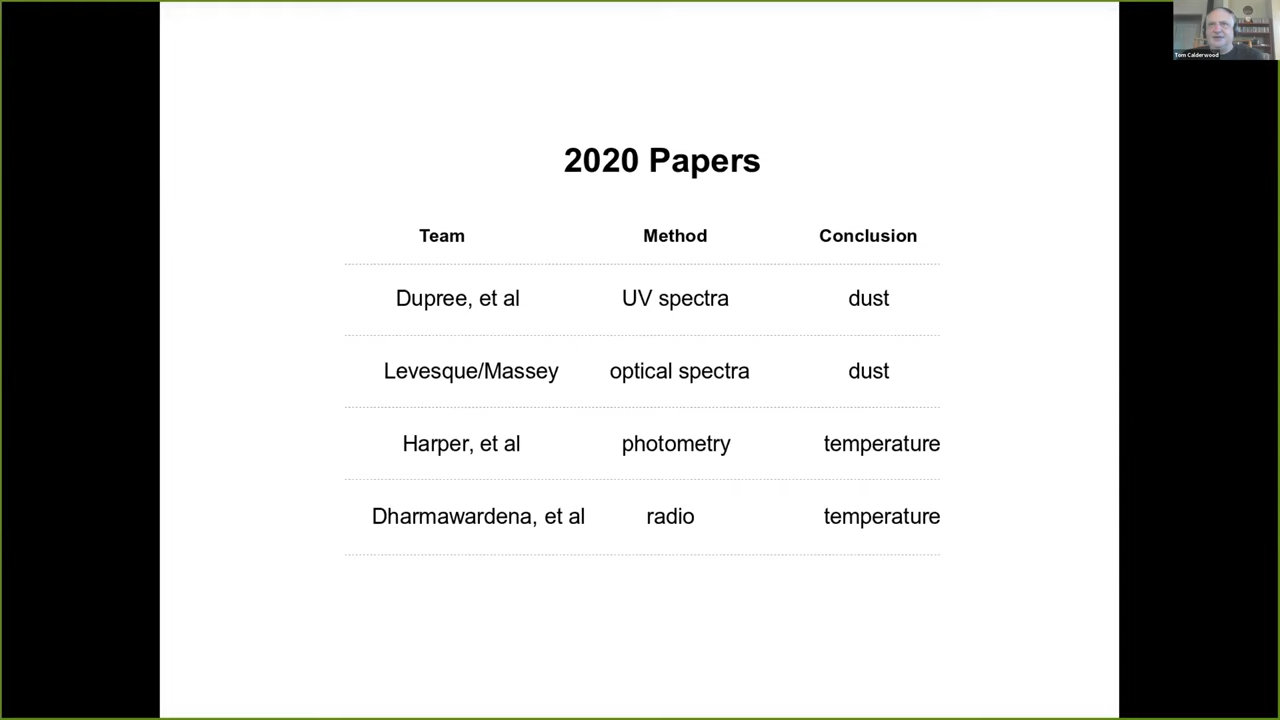 Tom Calderwood
2020 Papers
Team Method Conclusion
Dupree, et al UV spectra dust
Levesque/Massey optical spectra dust
Harper, et al photometry temperature
Dharmawardena, et al radio temperature